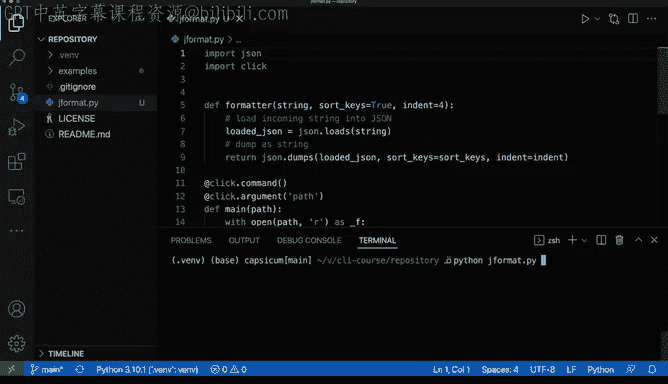 jformat.py — repository
GPT中英字幕课程资源@bilibili.com
EXPLORER
jformat.py U
REPOSITORY
.venv
examples
.gitignore
jformat.py U
LICENSE
README.md
TIMELINE
jformat.py > ...
1 import json
2 import click
3
4
5 def formatter(string, sort_keys=True, indent=4):
6 # load incoming string into JSON
7 loaded_json = json.loads(string)
8 # dump as string
9 return json.dumps(loaded_json, sort_keys=sort_keys, indent=indent)
10
11 @click.command()
12 @click.argument('path')
13 def main(path):
14 with open(path, 'r') as _f:
PROBLEMS OUTPUT DEBUG CONSOLE TERMINAL
zsh
(.venv) (base) capsicum[main] ~/v/cli-course/repository python jformat.py
4
main* Python 3.10.1 ('.venv': venv) 0 0
Ln 1, Col 1 Spaces: 4 UTF-8 LF Python